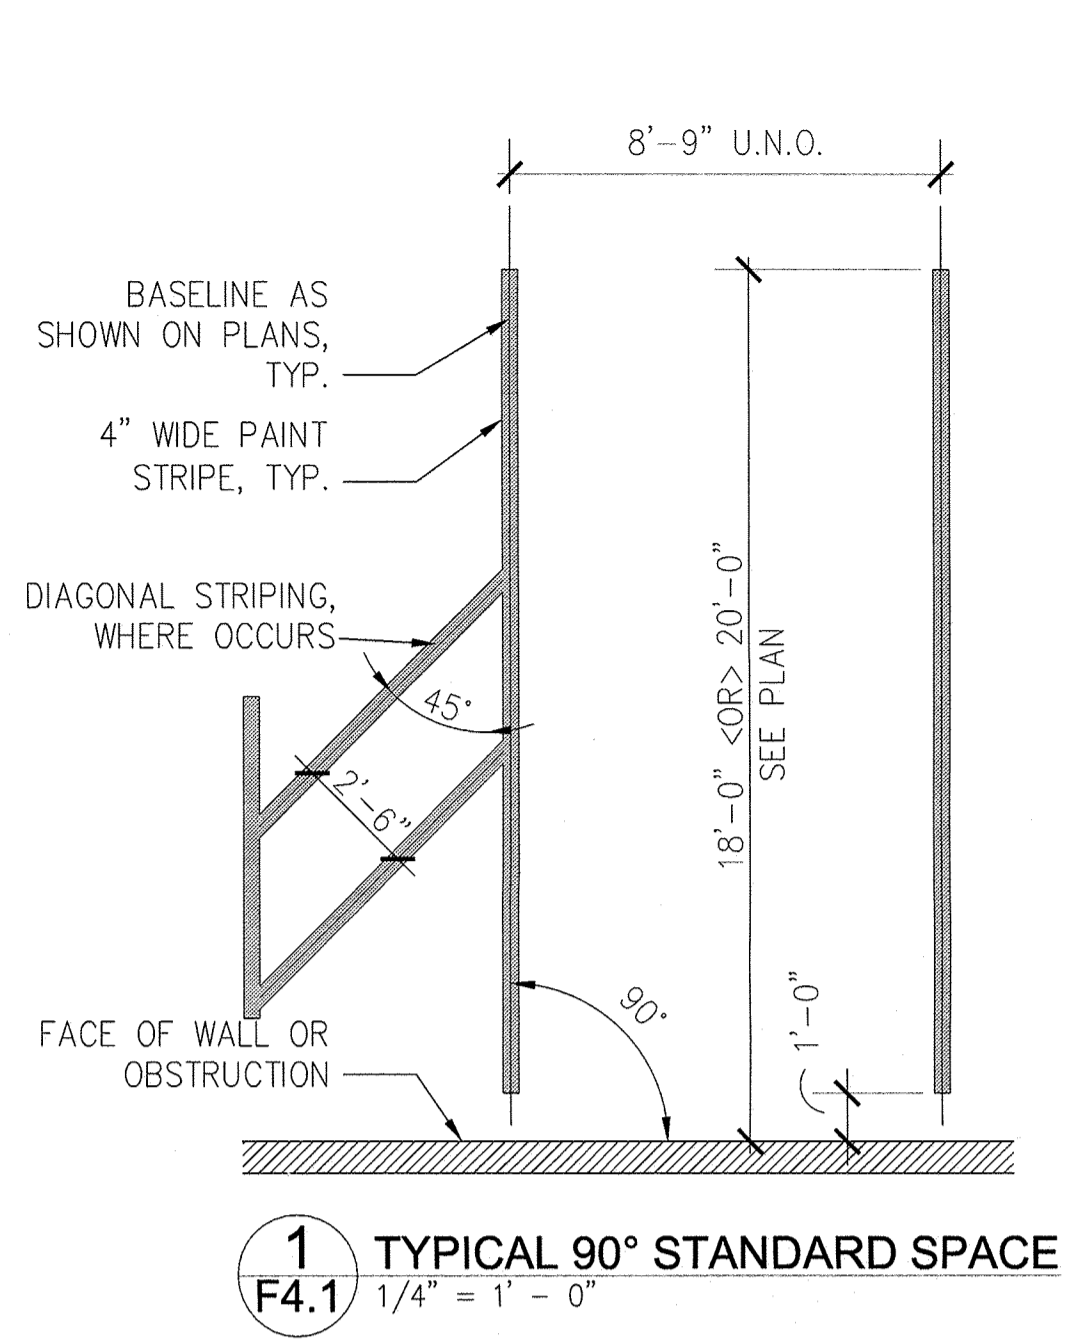 8'-9" U.N.O.
BASELINE AS
SHOWN ON PLANS,
TYP.
4" WIDE PAINT
STRIPE, TYP.
DIAGONAL STRIPING,
WHERE OCCURS
45°
2'-6"
18'-0" <OR> 20'-0"
SEE PLAN
90°
1'-0"
FACE OF WALL OR
OBSTRUCTION
1
F4.1
TYPICAL 90° STANDARD SPACE
1/4" = 1' - 0"